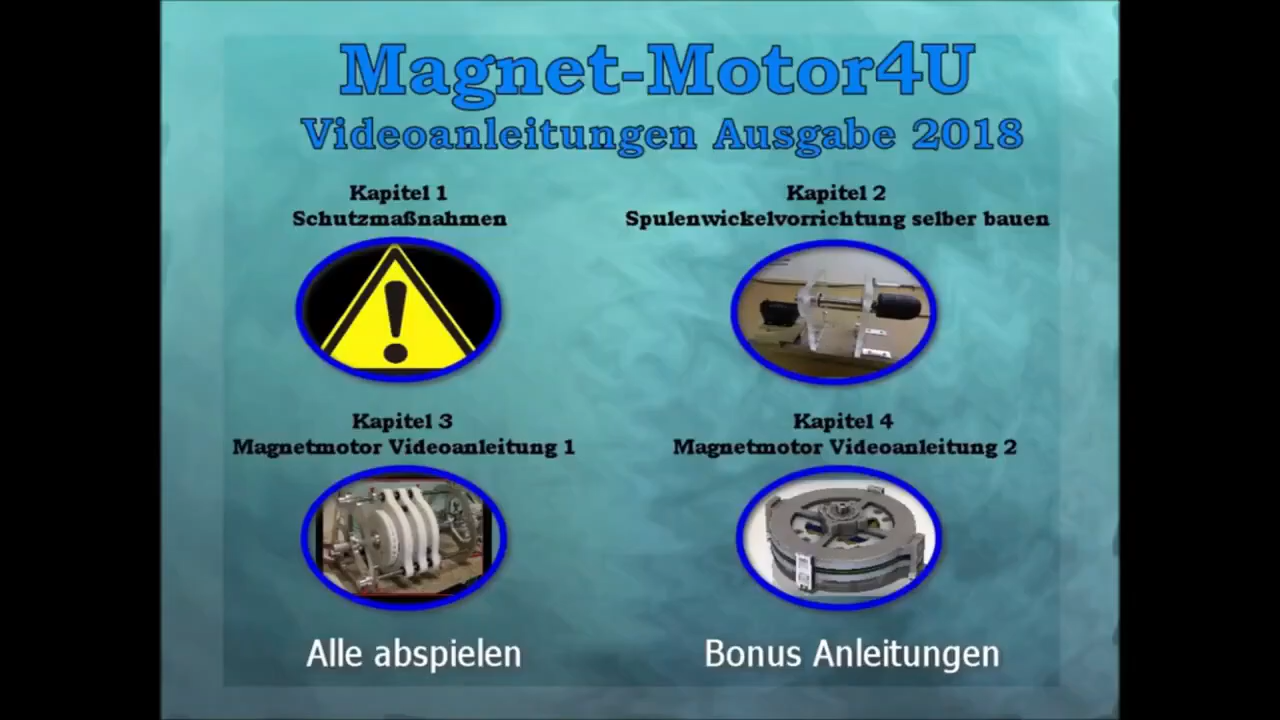 Magnet-Motor4U
Videoanleitungen Ausgabe 2018
Kapitel 1
Schutzmaßnahmen
Kapitel 2
Spulenwickelvorrichtung selber bauen
Kapitel 3
Magnetmotor Videoanleitung 1
Kapitel 4
Magnetmotor Videoanleitung 2
Alle abspielen
Bonus Anleitungen